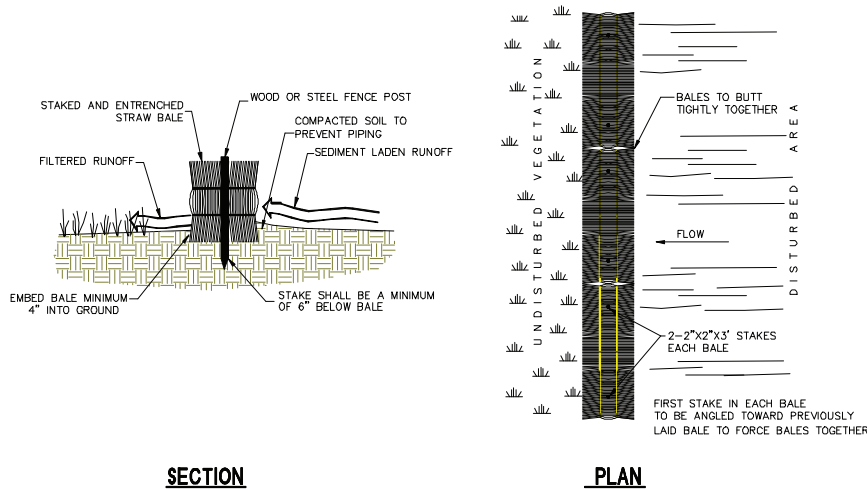 WOOD OR STEEL FENCE POST
STAKED AND ENTRENCHED
STRAW BALE
COMPACTED SOIL TO
PREVENT PIPING
FILTERED RUNOFF
SEDIMENT LADEN RUNOFF
EMBED BALE MINIMUM
4" INTO GROUND
STAKE SHALL BE A MINIMUM
OF 6" BELOW BALE
SECTION
UNDISTURBED VEGETATION
BALES TO BUTT
TIGHTLY TOGETHER
DISTURBED AREA
FLOW
2-2"X2"X3' STAKES
EACH BALE
FIRST STAKE IN EACH BALE
TO BE ANGLED TOWARD PREVIOUSLY
LAID BALE TO FORCE BALES TOGETHER
PLAN